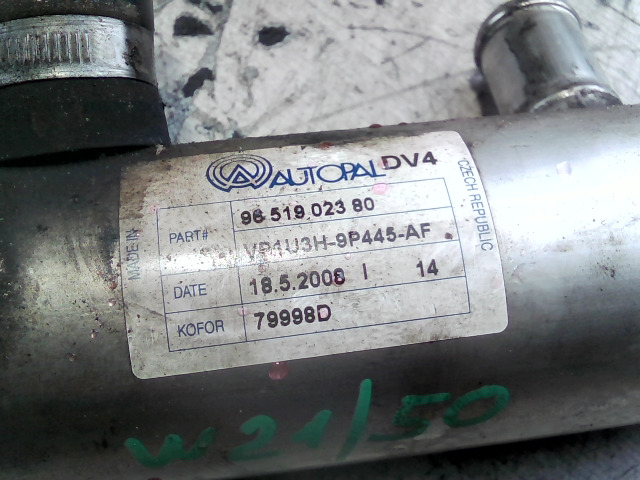 AUTOPAL DV4
MADE IN
CZECH REPUBLIC
PART# 96 519 023 80
VP4U3H-9P445-AF
DATE 18.5.2008 | 14
KOFOR 79998D
W21/50